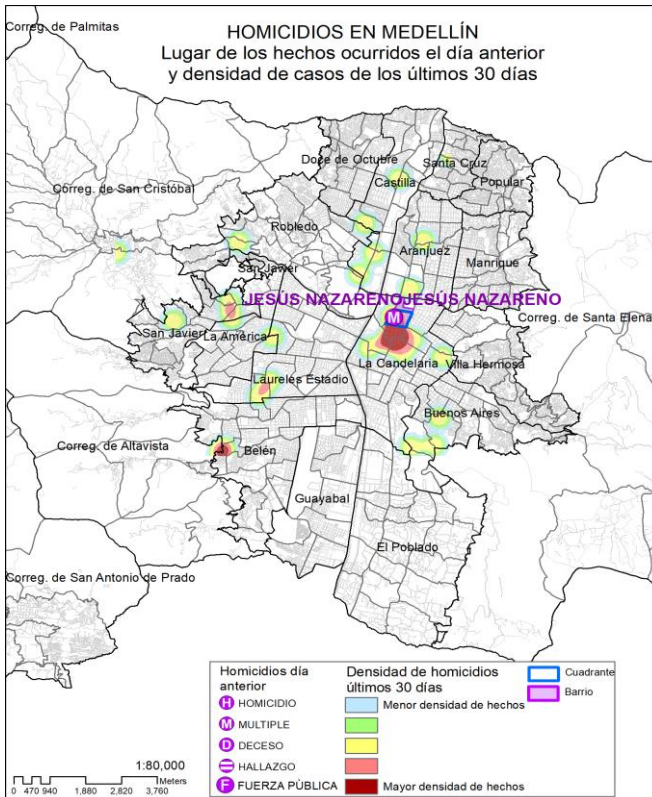 Correg. de Palmitas
HOMICIDIOS EN MEDELLÍN
Lugar de los hechos ocurridos el día anterior
y densidad de casos de los últimos 30 días
Doce de Octubre
Santa Cruz
Castilla
Popular
Correg. de San Cristóbal
Robledo
Aranjuez
Manrique
San Javier
JESÚS NAZARENOJESÚS NAZARENO
M
Correg. de Santa Elena
San Javier
La América
La Candelaria
Villa Hermosa
Laureles Estadio
Buenos Aires
Correg. de Altavista
Belén
Guayabal
El Poblado
Correg. de San Antonio de Prado
Homicidios día
anterior
H HOMICIDIO
M MULTIPLE
D DECESO
HALLAZGO
F FUERZA PÚBLICA
Densidad de homicidios
últimos 30 días
Menor densidad de hechos
Mayor densidad de hechos
Cuadrante
Barrio
1:80,000
Meters
0 470 940 1,880 2,820 3,760